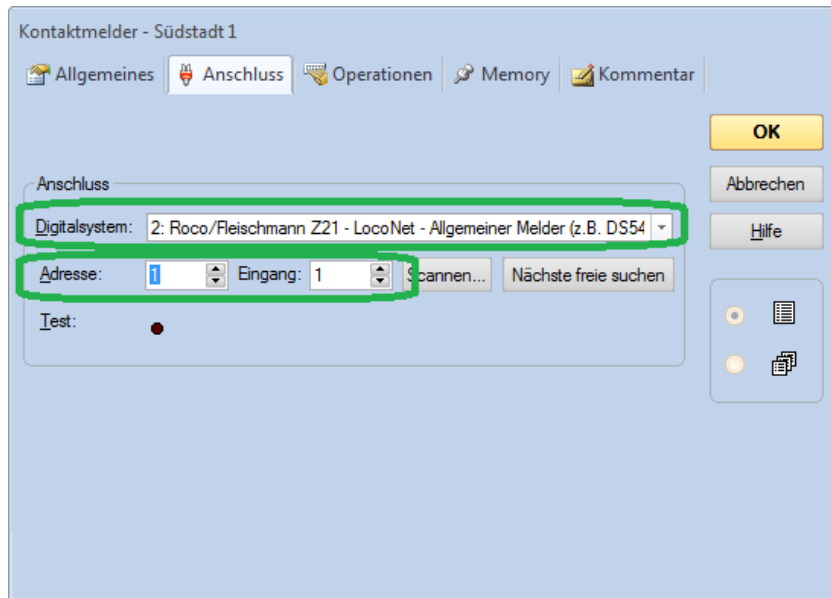 Kontaktmelder - Südstadt 1
Allgemeines Anschluss Operationen Memory Kommentar
OK
Anschluss
Abbrechen
Digitalsystem: 2: Roco/Fleischmann Z21 - LocoNet - Allgemeiner Melder (z.B. DS54
Hilfe
Adresse: 1 Eingang: 1 Scannen... Nächste freie suchen
Test: